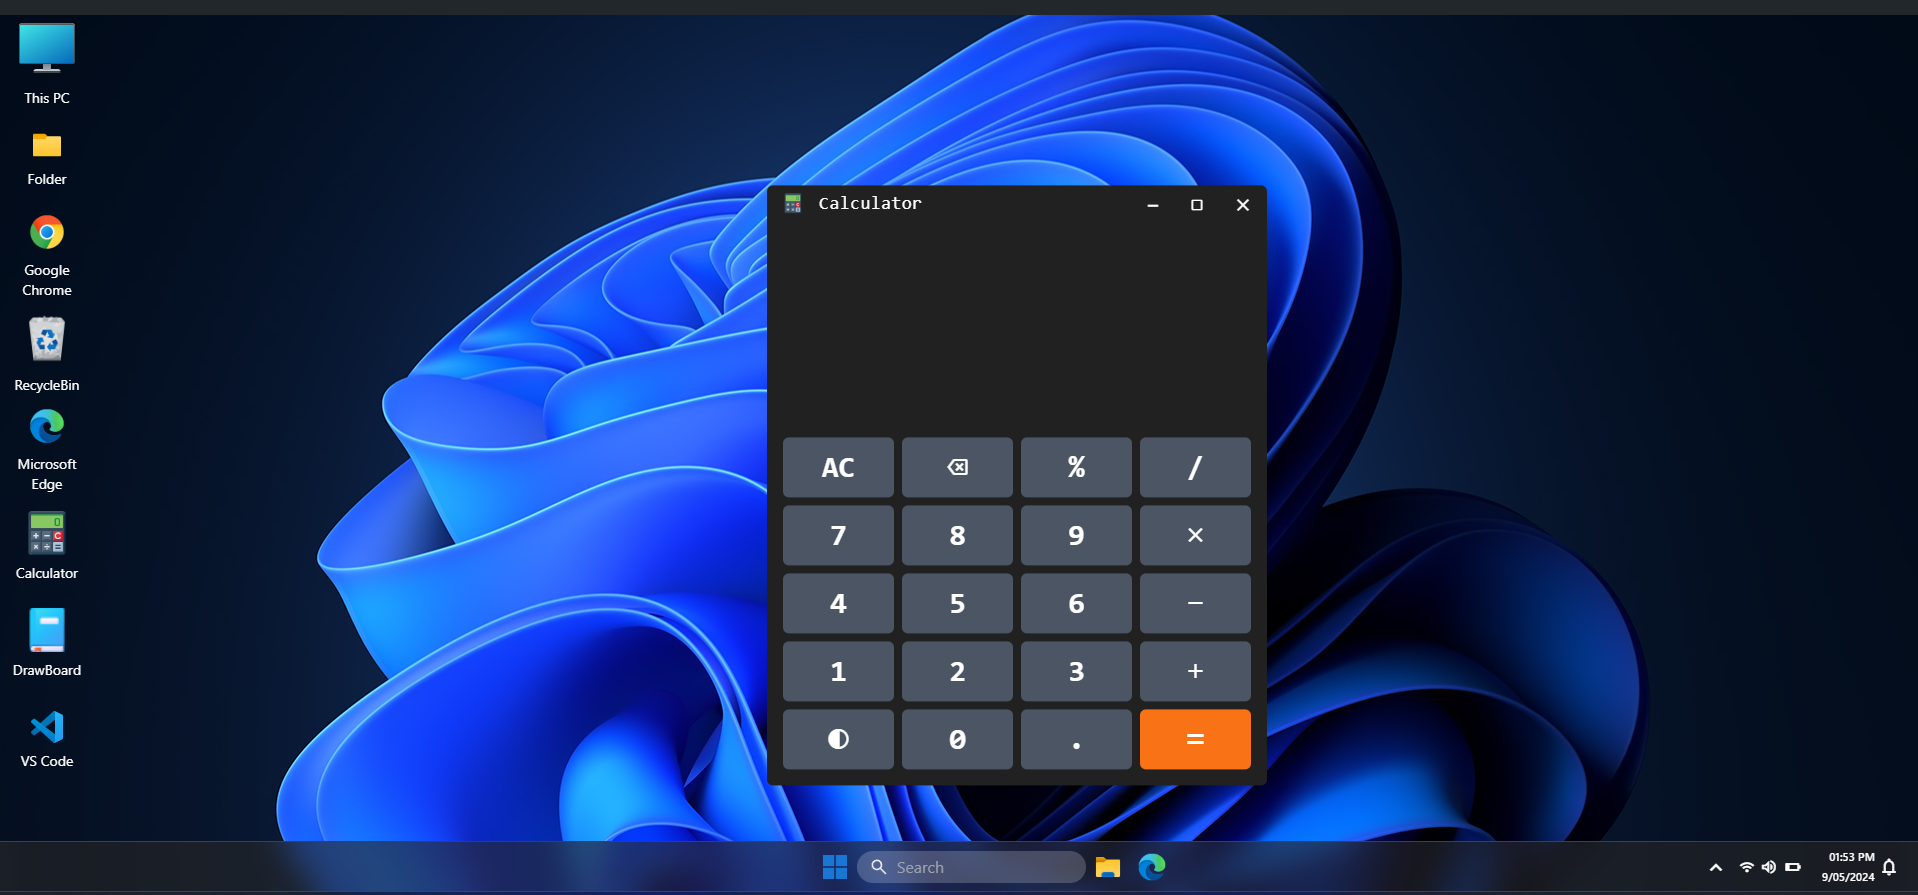 This PC
Folder
Google
Chrome
RecycleBin
Microsoft
Edge
Calculator
DrawBoard
VS Code
Calculator
AC % /
7 8 9 ×
4 5 6 −
1 2 3 +
0 . =
Search
01:53 PM
9/05/2024